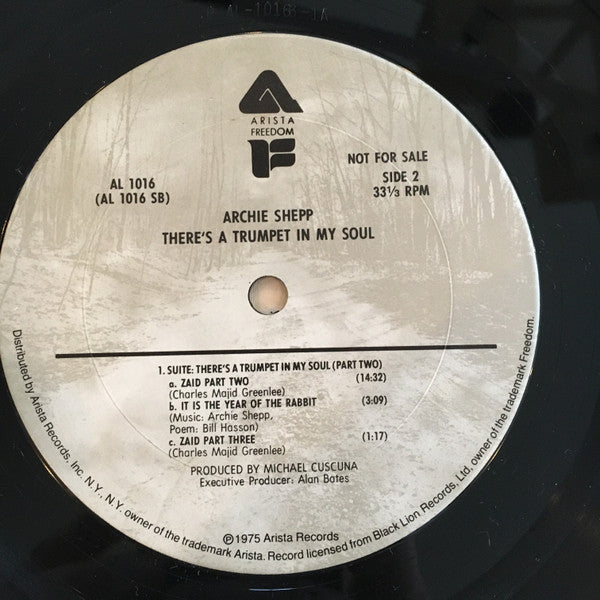 AL-1016-1A
ARISTA
FREEDOM
F
NOT FOR SALE
AL 1016
(AL 1016 SB)
SIDE 2
33⅓ RPM
ARCHIE SHEPP
THERE'S A TRUMPET IN MY SOUL
1. SUITE: THERE'S A TRUMPET IN MY SOUL (PART TWO)
a. ZAID PART TWO (14:32)
(Charles Majid Greenlee)
b. IT IS THE YEAR OF THE RABBIT (3:09)
(Music: Archie Shepp,
Poem: Bill Hasson)
c. ZAID PART THREE (1:17)
(Charles Majid Greenlee)
PRODUCED BY MICHAEL CUSCUNA
Executive Producer: Alan Bates
℗1975 Arista Records
Distributed by Arista Records, Inc. N.Y., N.Y. owner of the trademark Arista. Record licensed from Black Lion Records, Ltd. owner of the trademark Freedom.